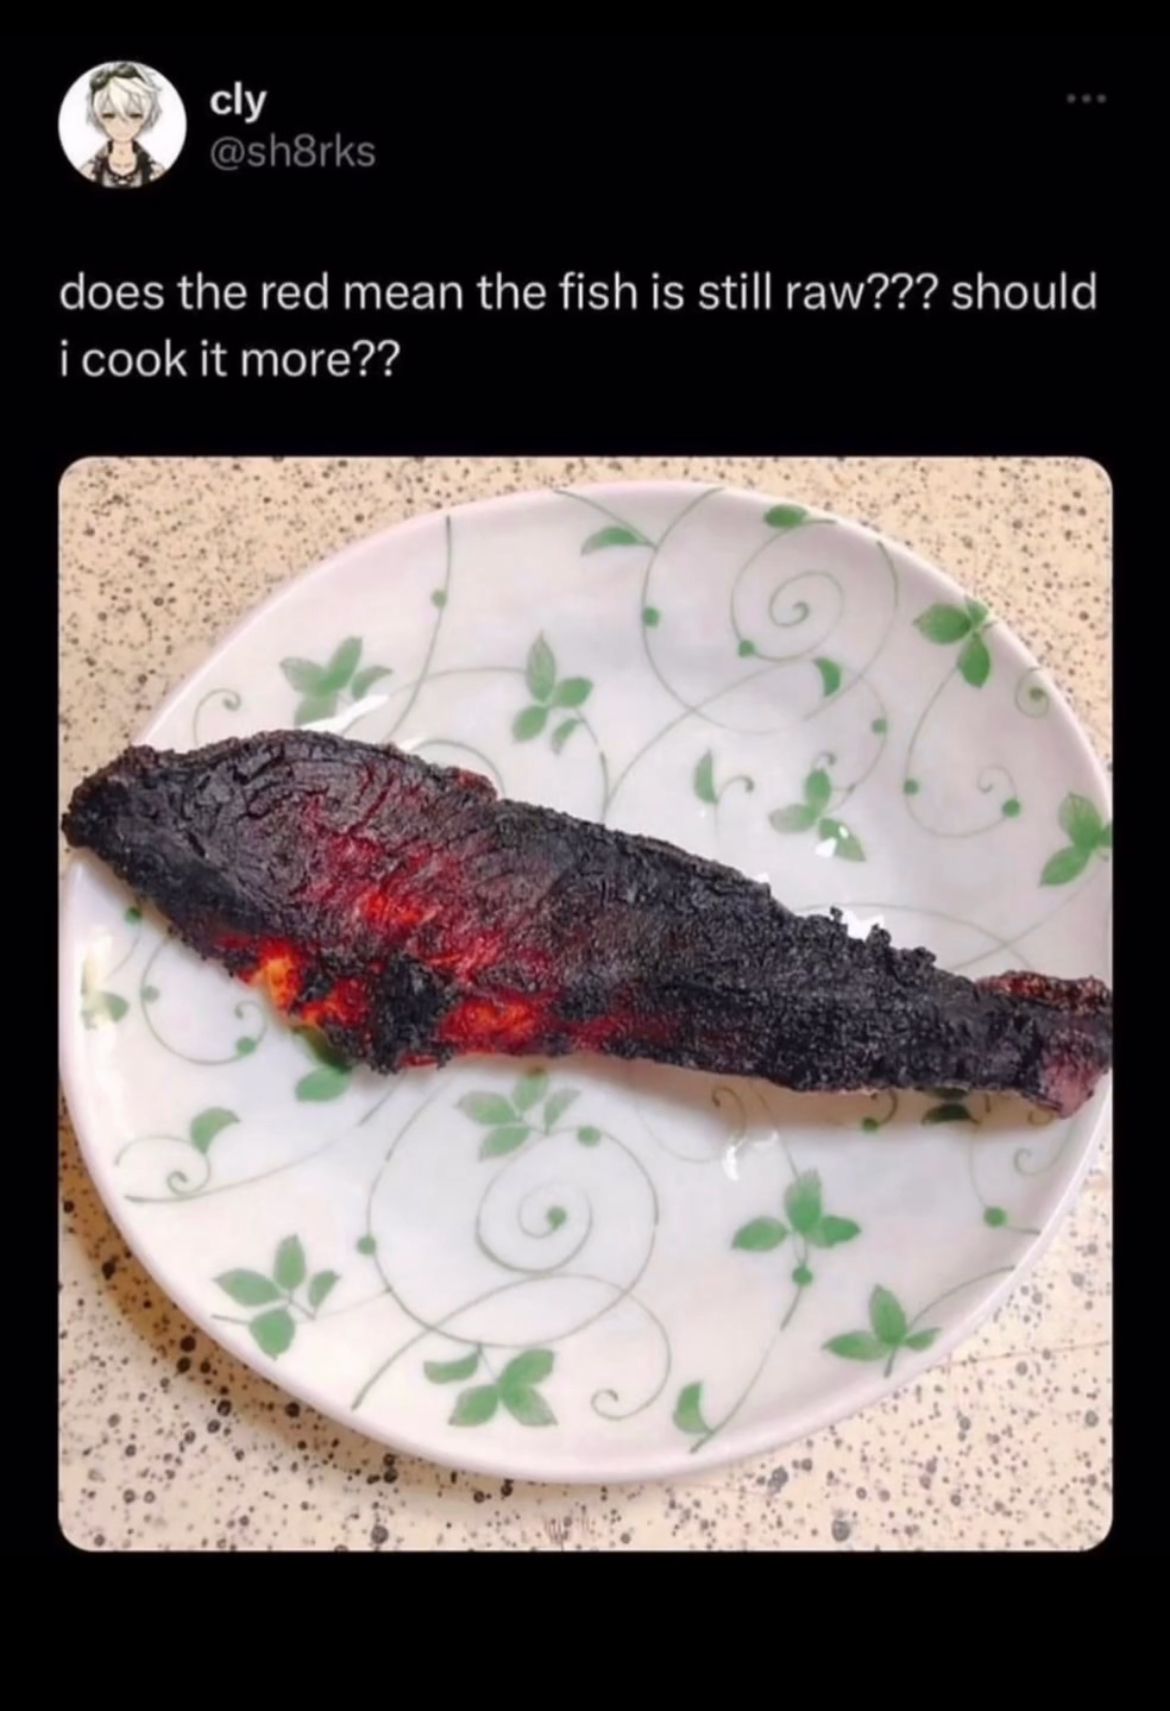 cly
@sh8rks
does the red mean the fish is still raw??? should
i cook it more??